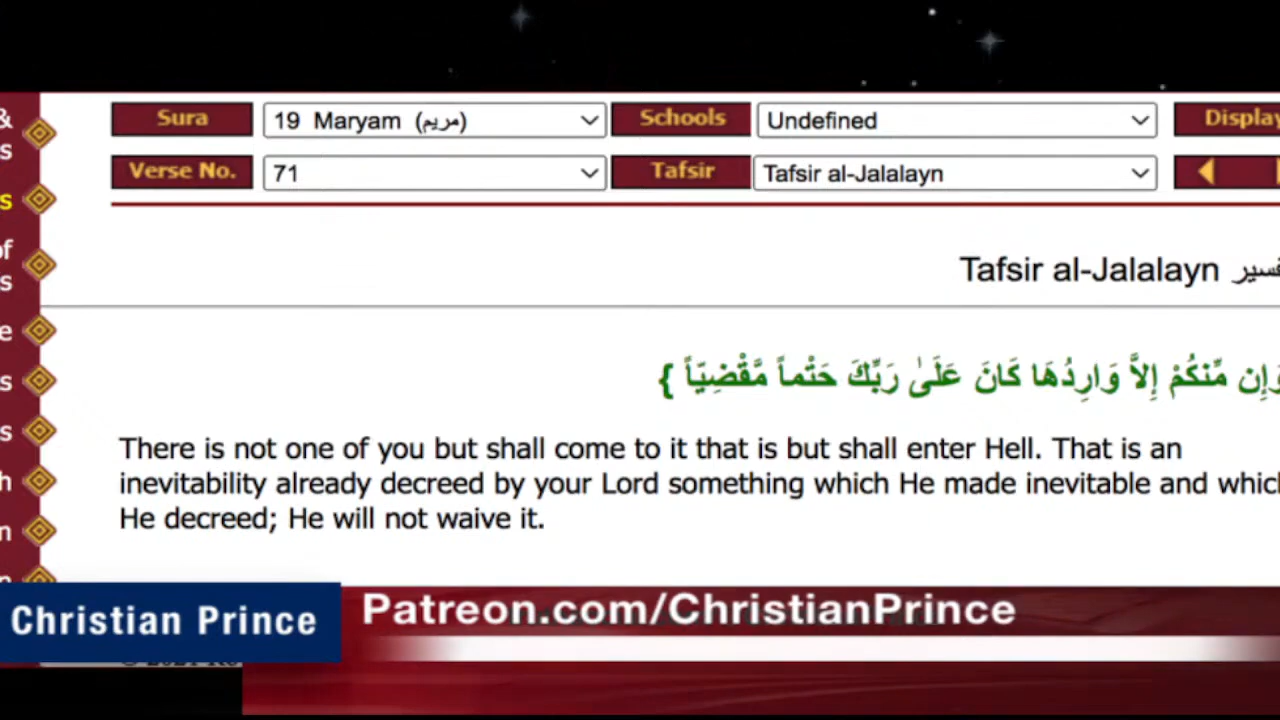 &
s
Sura
19 Maryam (مريم)
Schools
Undefined
Display
s
Verse No.
71
Tafsir
Tafsir al-Jalalayn
of
s
Tafsir al-Jalalayn
e
s
وَإِن مِّنكُمْ إِلاَّ وَارِدُهَا كَانَ عَلَىٰ رَبِّكَ حَتْماً مَّقْضِيّاً }
s
There is not one of you but shall come to it that is but shall enter Hell. That is an
h
inevitability already decreed by your Lord something which He made inevitable and which
n
He decreed; He will not waive it.
Christian Prince
Patreon.com/ChristianPrince